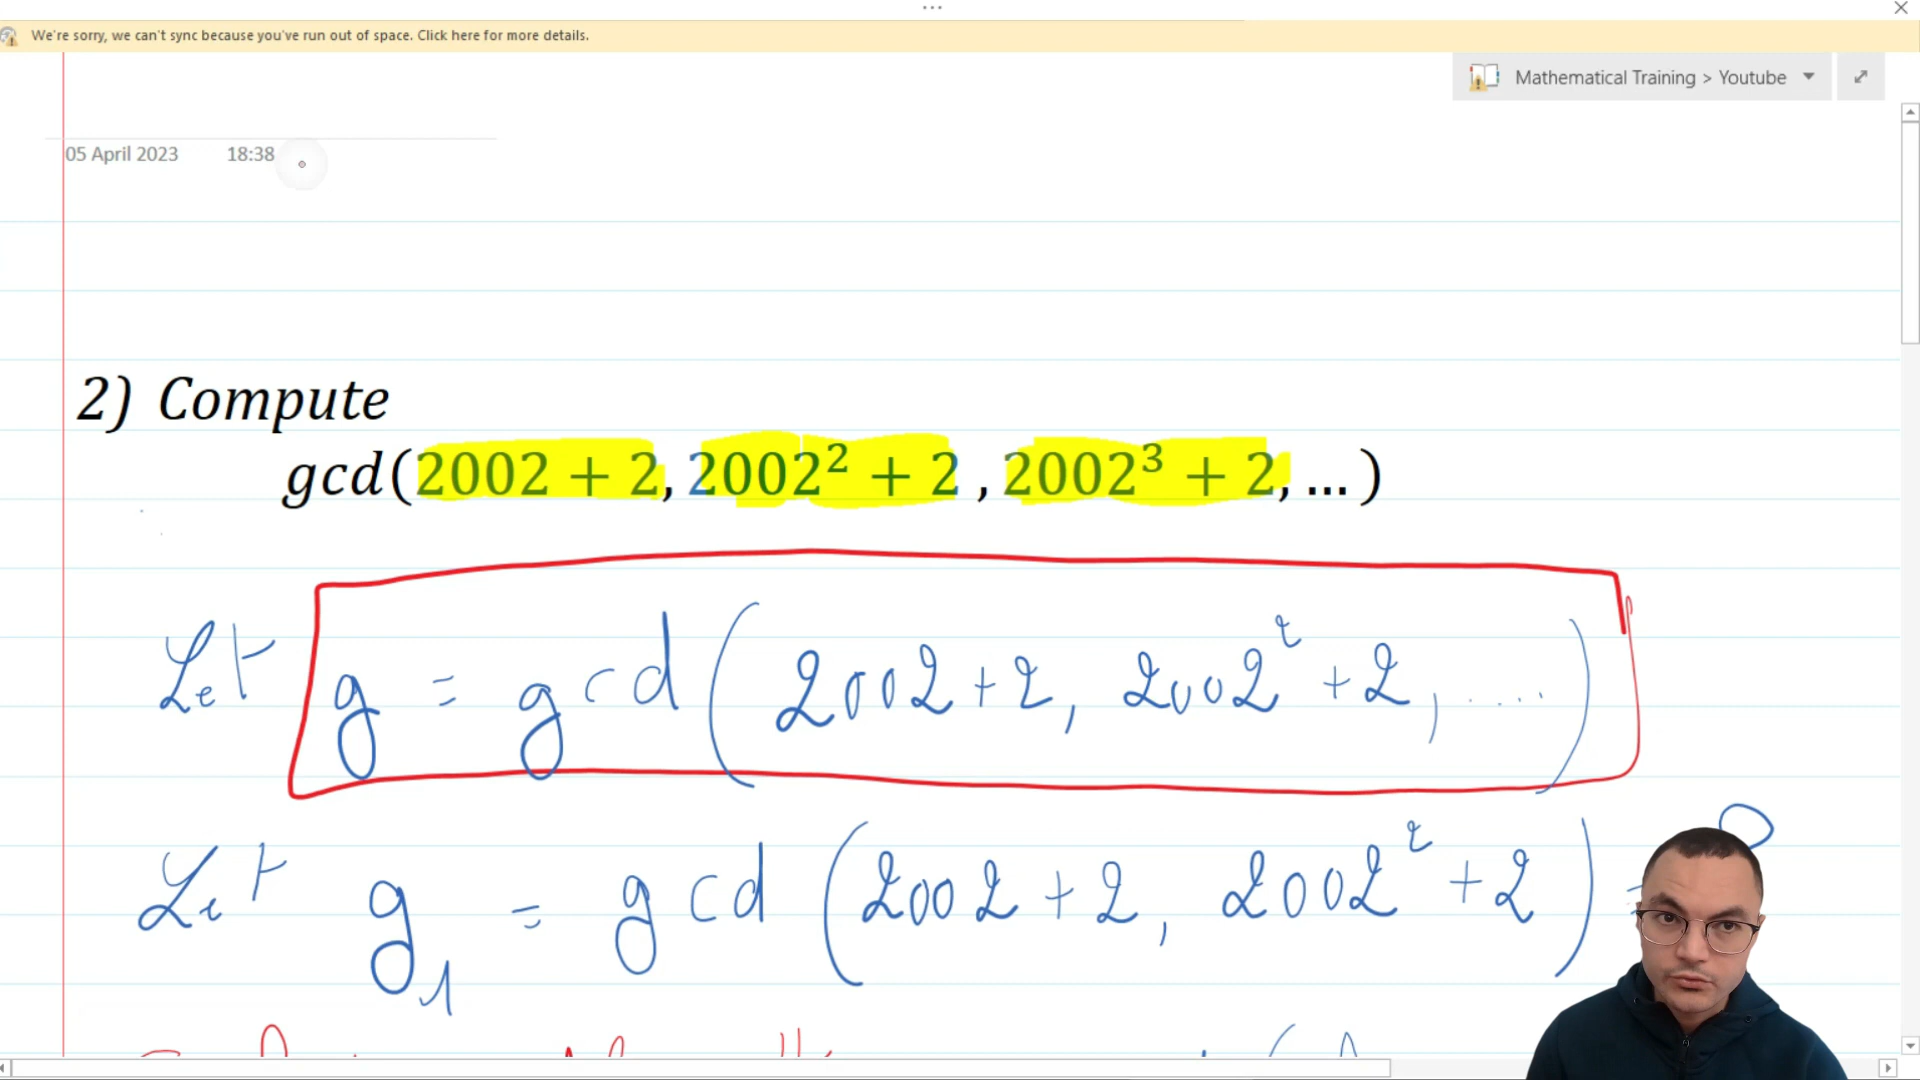 We're sorry, we can't sync because you've run out of space. Click here for more details.
Mathematical Training > Youtube
05 April 2023 18:38
2) Compute
gcd(2002 + 2, 2002² + 2 , 2002³ + 2, ... )
Let g = gcd ( 2002 + 2, 2002² + 2, .... )
Let g₁ = gcd ( 2002 + 2, 2002² + 2 ) =